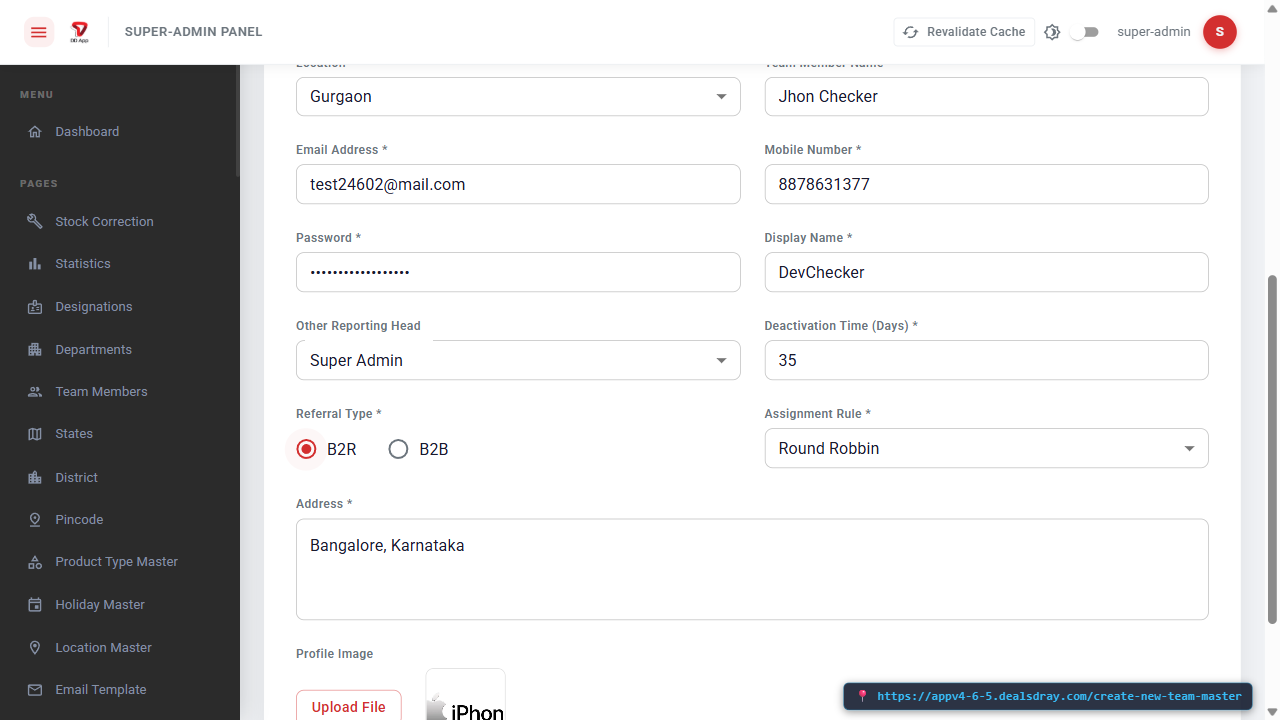 DD App
SUPER-ADMIN PANEL
Revalidate Cache
super-admin
S
MENU
Dashboard
PAGES
Stock Correction
Statistics
Designations
Departments
Team Members
States
District
Pincode
Product Type Master
Holiday Master
Location Master
Email Template
Location
Team Member Name
Gurgaon
Jhon Checker
Email Address *
Mobile Number *
test24602@mail.com
8878631377
Password *
Display Name *
••••••••••••••••••
DevChecker
Other Reporting Head
Deactivation Time (Days) *
Super Admin
35
Referral Type *
Assignment Rule *
B2R
B2B
Round Robbin
Address *
Bangalore, Karnataka
Profile Image
Upload File
iPhon
https://appv4-6-5.dealsdray.com/create-new-team-master